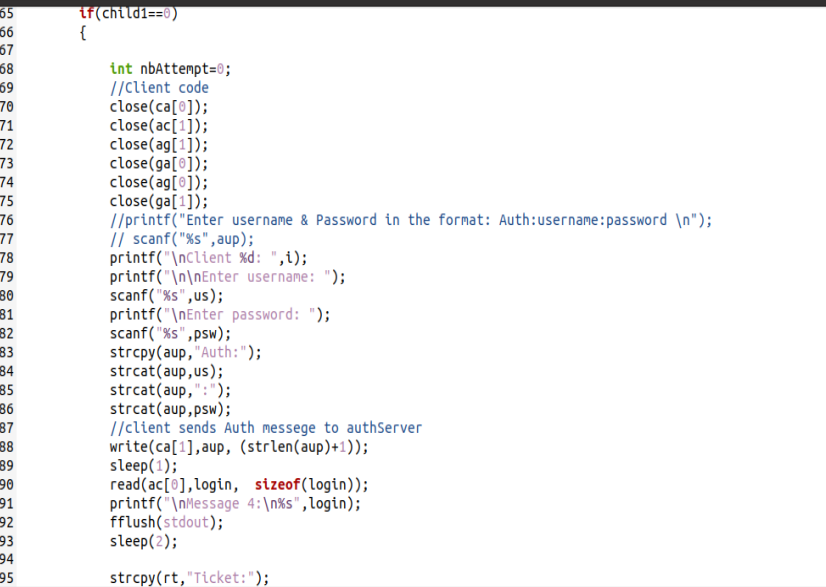 65 if(child1==0)
66 {
67
68 int nbAttempt=0;
69 //Client code
70 close(ca[0]);
71 close(ac[1]);
72 close(ag[1]);
73 close(ga[0]);
74 close(ag[0]);
75 close(ga[1]);
76 //printf("Enter username & Password in the format: Auth:username:password \n");
77 // scanf("%s",aup);
78 printf("\nClient %d: ",i);
79 printf("\n\nEnter username: ");
80 scanf("%s",us);
81 printf("\nEnter password: ");
82 scanf("%s",psw);
83 strcpy(aup,"Auth:");
84 strcat(aup,us);
85 strcat(aup,":");
86 strcat(aup,psw);
87 //client sends Auth messege to authServer
88 write(ca[1],aup, (strlen(aup)+1));
89 sleep(1);
90 read(ac[0],login,  sizeof(login));
91 printf("\nMessage 4:\n%s",login);
92 fflush(stdout);
93 sleep(2);
94
95 strcpy(rt,"Ticket:");